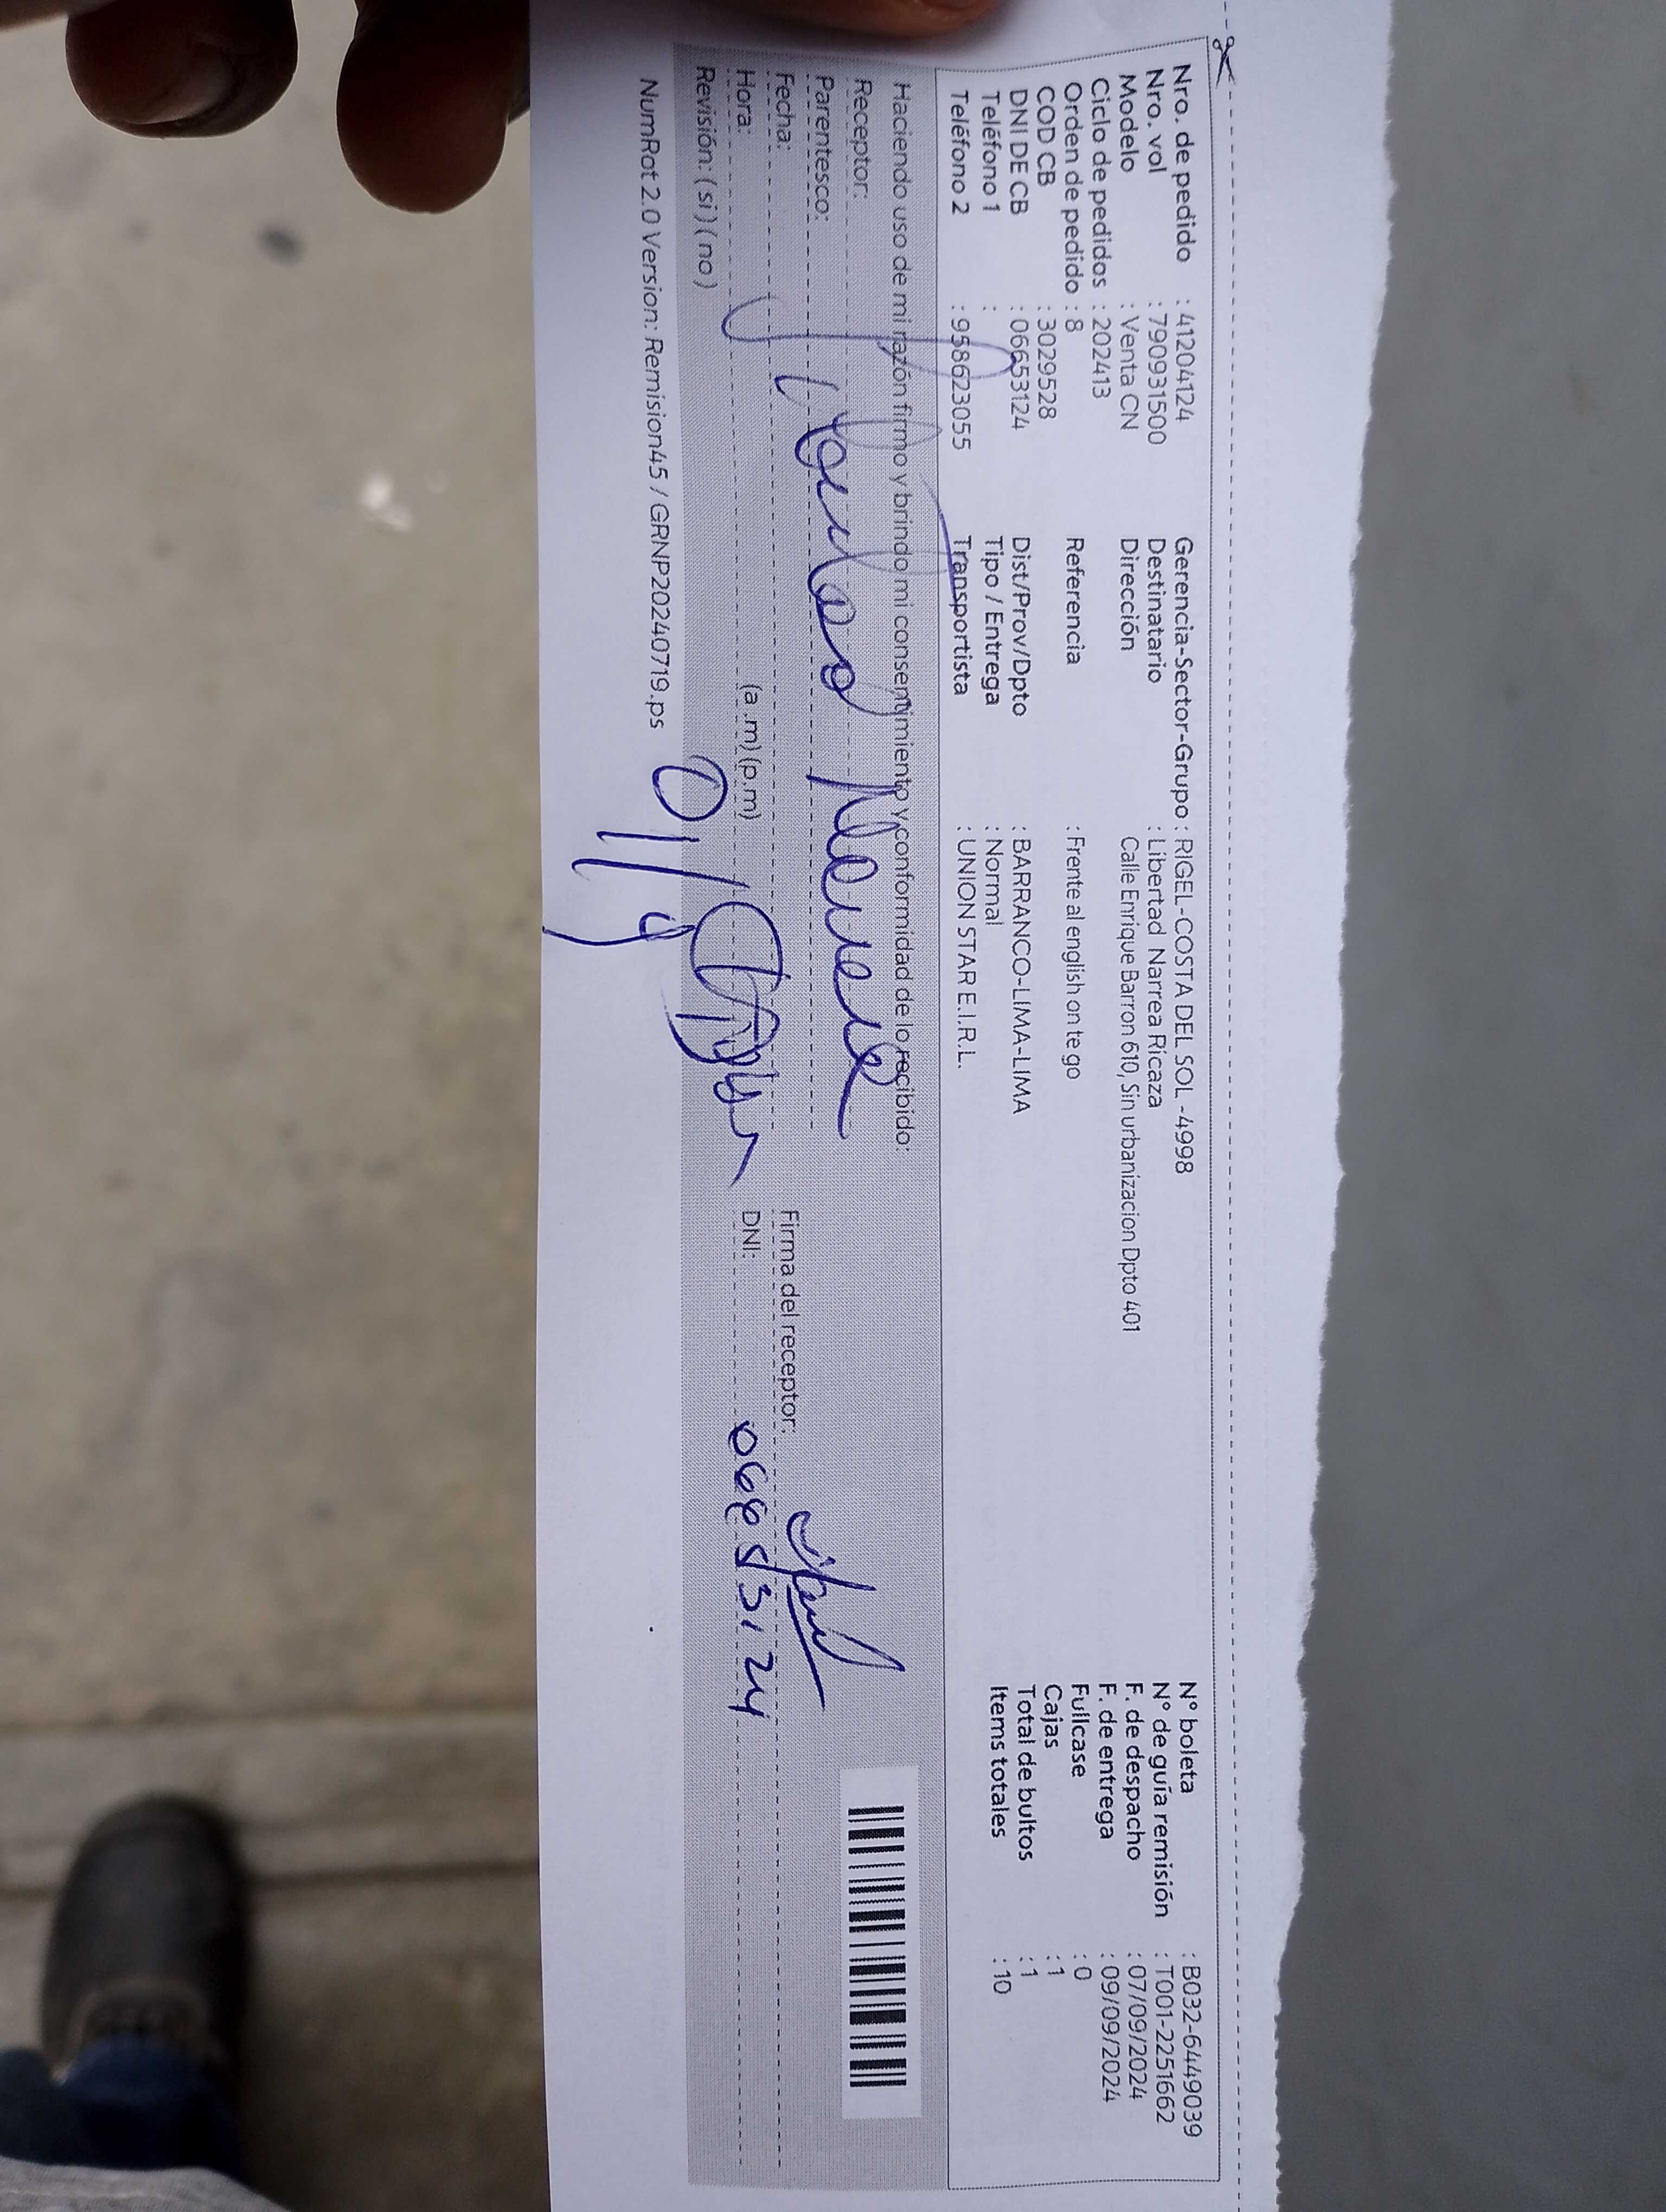 Nro. de pedido : 41204124 Gerencia-Sector-Grupo : RIGEL-COSTA DEL SOL -4998 N° boleta : B032-6449039
Nro. vol : 790931500 Destinatario : Libertad Narrea Ricaza N° de guía remisión : T001-2251662
Modelo : Venta CN Dirección Calle Enrique Barron 610, Sin urbanizacion Dpto 401 F. de despacho : 07/09/2024
Ciclo de pedidos : 202413 F. de entrega : 09/09/2024
Orden de pedido : 8 Referencia : Frente al english on te go Fullcase : 0
COD CB : 3029528 Cajas : 1
DNI DE CB : 06653124 Dist/Prov/Dpto : BARRANCO-LIMA-LIMA Total de bultos : 1
Teléfono 1 : Tipo / Entrega : Normal Items totales : 10
Teléfono 2 : 958623055 Transportista : UNION STAR E.I.R.L.
Haciendo uso de mi razón firmo y brindo mi consentimiento y conformidad de lo recibido:
Receptor:
Parentesco:
Fecha: Firma del receptor:
Hora: (a .m) (p.m) DNI: 06653124
Revisión: ( si ) ( no )
NumRot 2.0 Version: Remision45 / GRNP20240719.ps